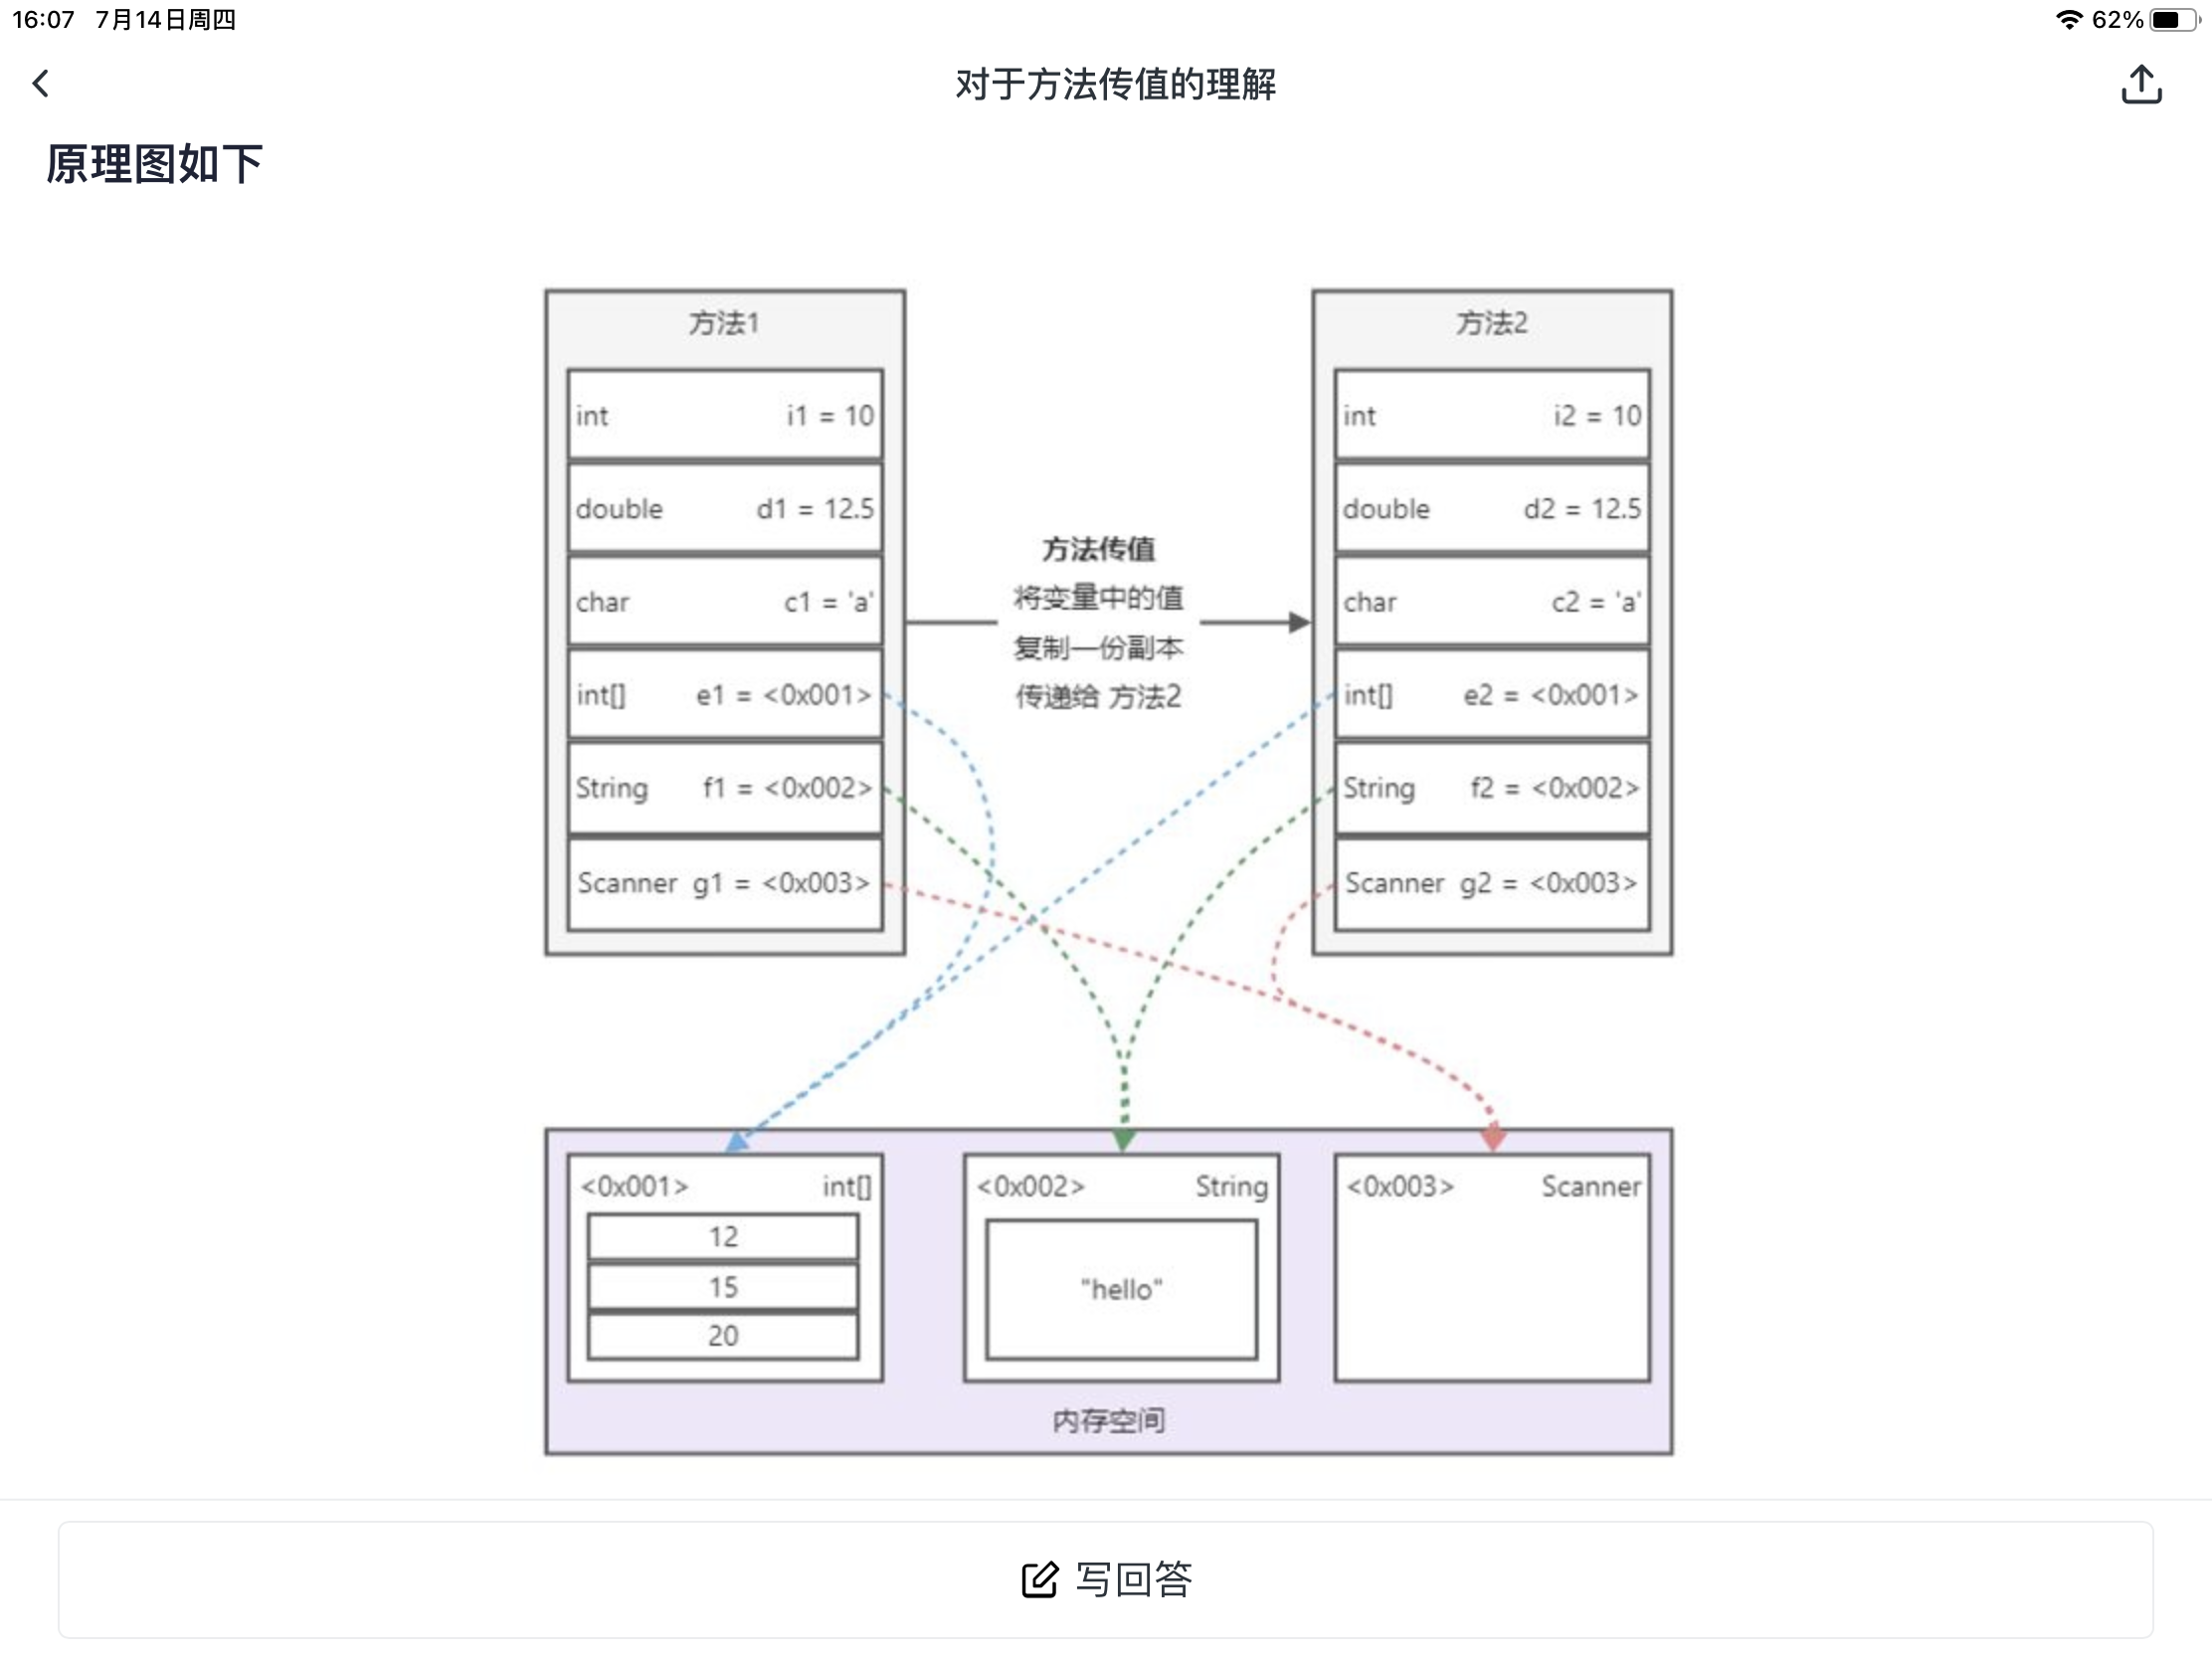 16:07 7月14日周四
62%
对于方法传值的理解
原理图如下
方法1
int i1 = 10
double d1 = 12.5
char c1 = 'a'
int[] e1 = <0x001>
String f1 = <0x002>
Scanner g1 = <0x003>
方法传值
将变量中的值
复制一份副本
传递给 方法2
方法2
int i2 = 10
double d2 = 12.5
char c2 = 'a'
int[] e2 = <0x001>
String f2 = <0x002>
Scanner g2 = <0x003>
<0x001> int[]
12
15
20
<0x002> String
"hello"
<0x003> Scanner
内存空间
写回答